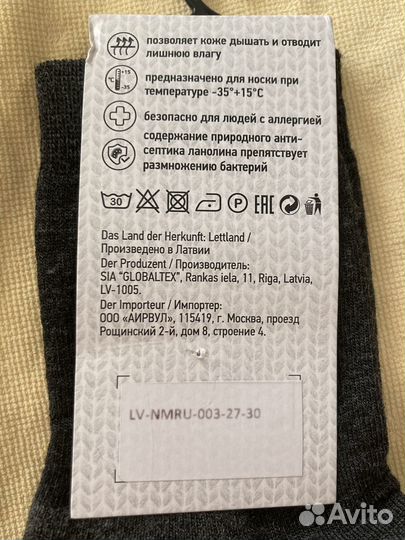 позволяет коже дышать и отводит
лишнюю влагу
+15
°C
-35
предназначено для носки при
температуре -35°+15°С
безопасно для людей с аллергией
содержание природного анти-
септика ланолина препятствует
размножению бактерий
30 P EAC
Das Land der Herkunft: Lettland /
Произведено в Латвии
Der Produzent / Производитель:
SIA "GLOBALTEX", Rankas iela, 11, Riga, Latvia,
LV-1005.
Der Importeur / Импортер:
ООО «АИРВУЛ», 115419, г. Москва, проезд
Рощинский 2-й, дом 8, строение 4.
LV-NMRU-003-27-30
Avito